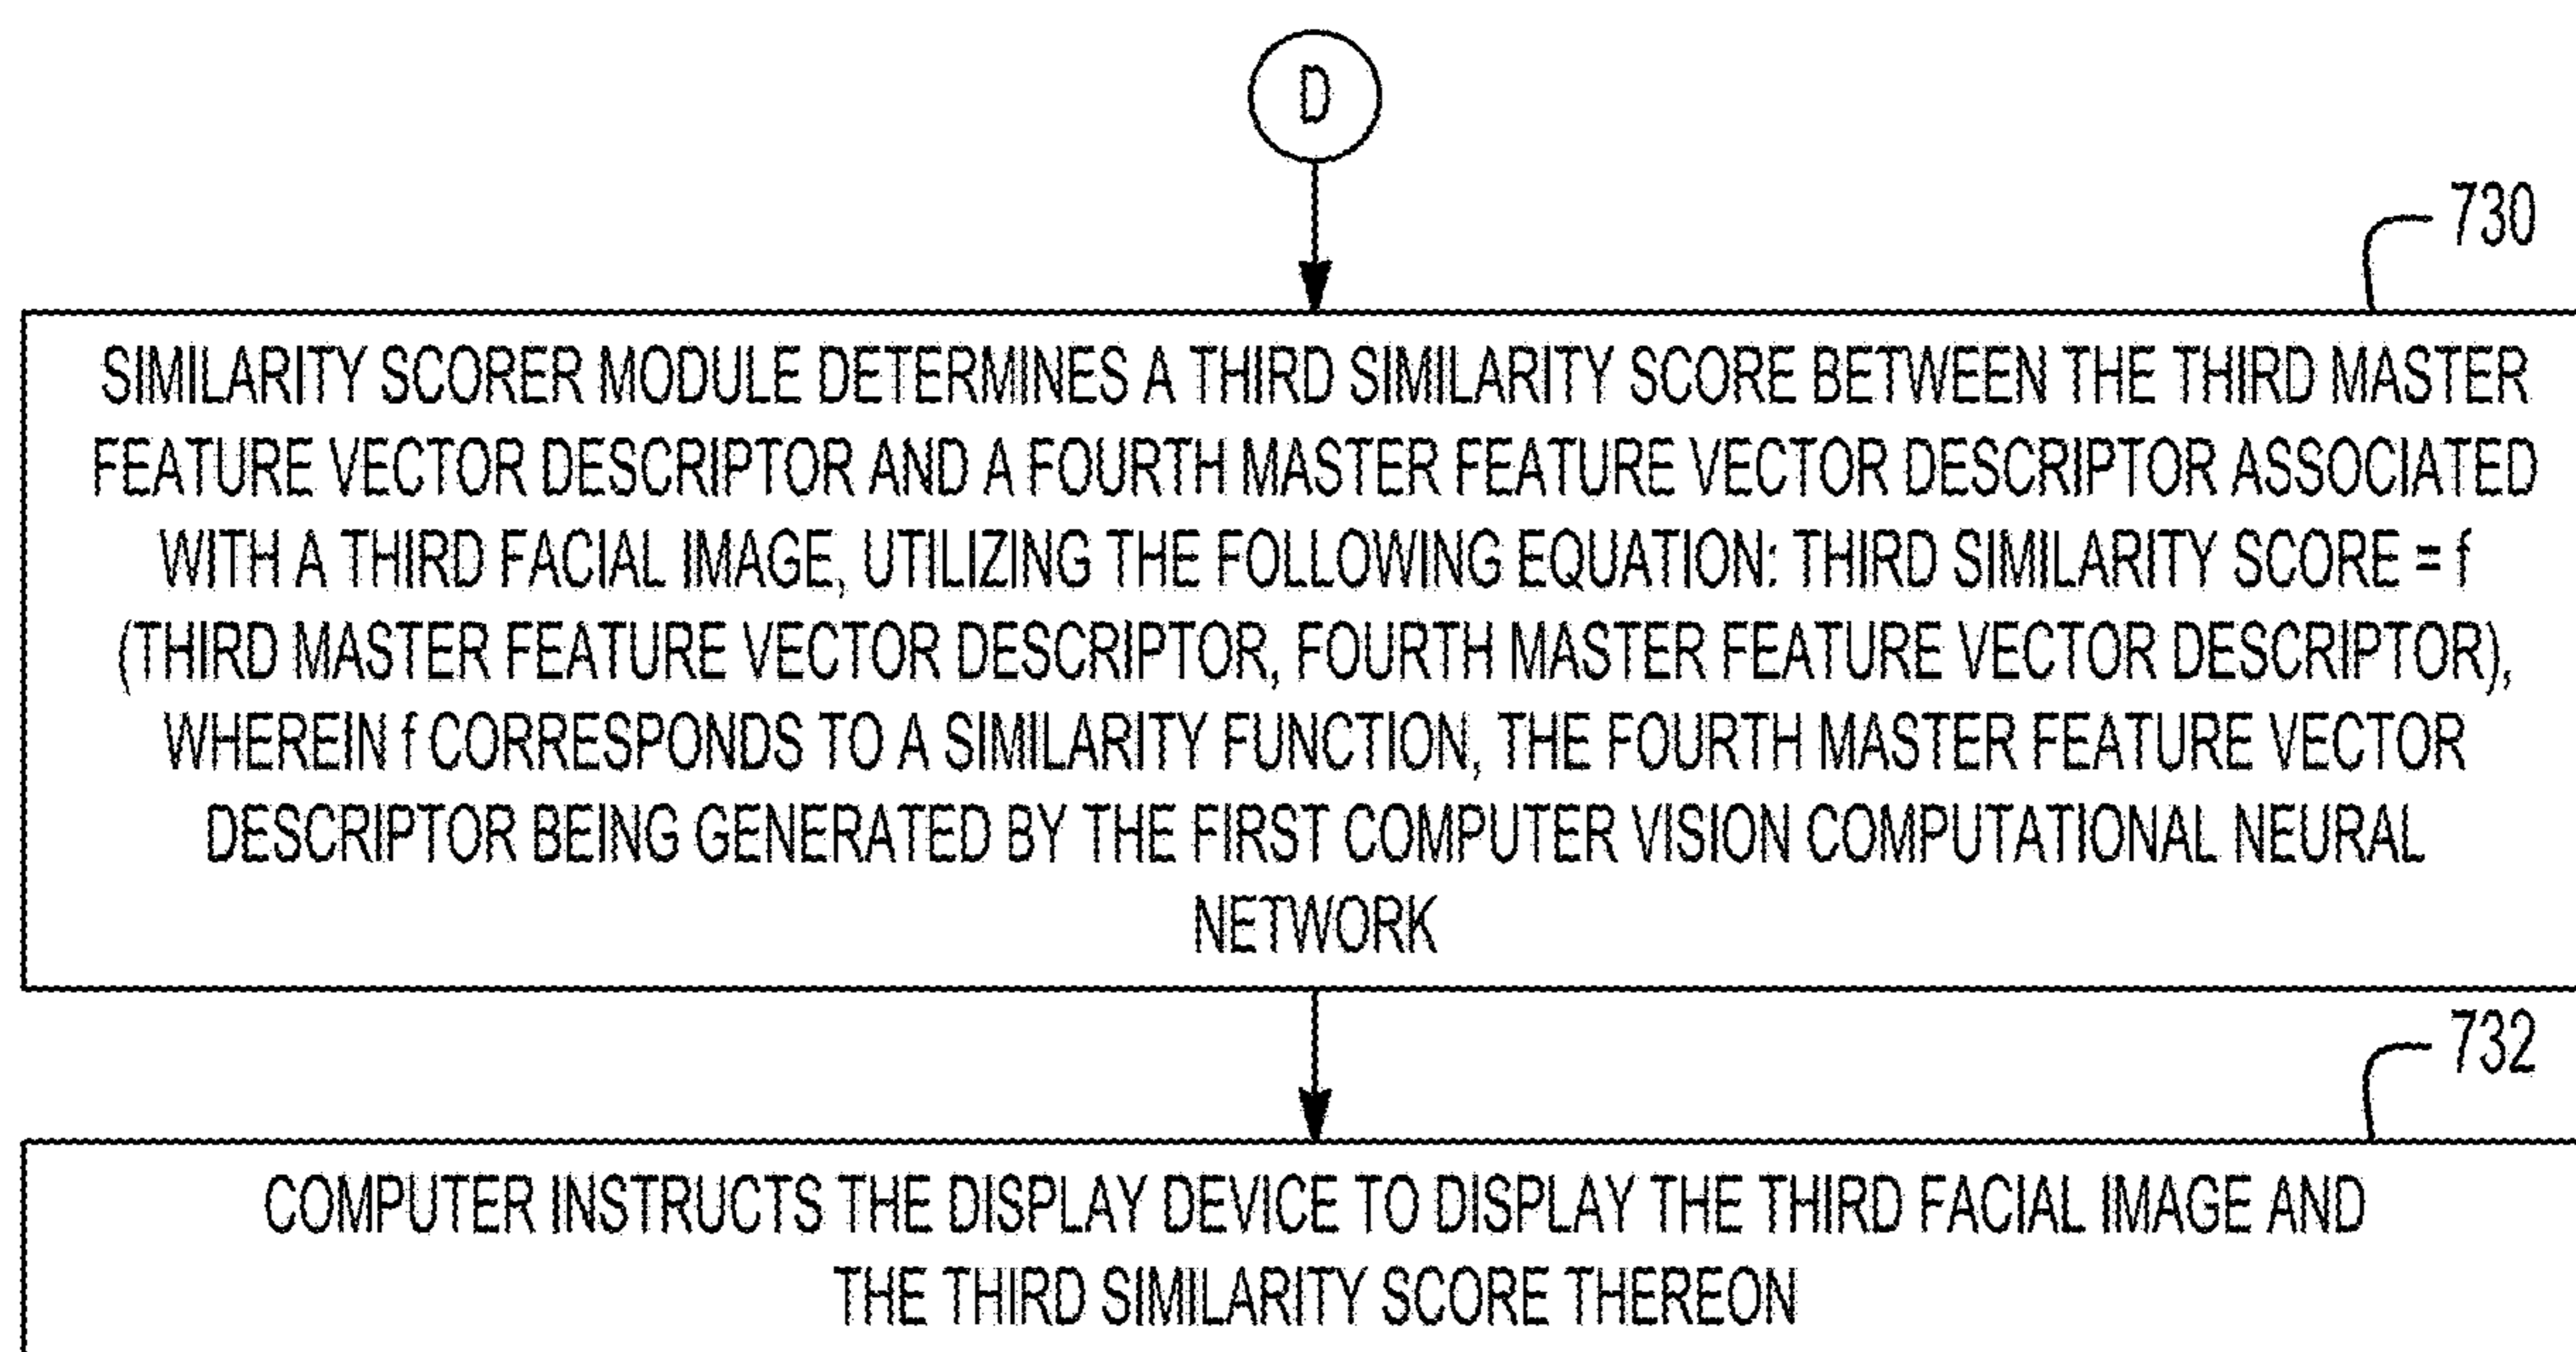 D
730
SIMILARITY SCORER MODULE DETERMINES A THIRD SIMILARITY SCORE BETWEEN THE THIRD MASTER
FEATURE VECTOR DESCRIPTOR AND A FOURTH MASTER FEATURE VECTOR DESCRIPTOR ASSOCIATED
WITH A THIRD FACIAL IMAGE, UTILIZING THE FOLLOWING EQUATION: THIRD SIMILARITY SCORE = f
(THIRD MASTER FEATURE VECTOR DESCRIPTOR, FOURTH MASTER FEATURE VECTOR DESCRIPTOR),
WHEREIN f CORRESPONDS TO A SIMILARITY FUNCTION, THE FOURTH MASTER FEATURE VECTOR
DESCRIPTOR BEING GENERATED BY THE FIRST COMPUTER VISION COMPUTATIONAL NEURAL
NETWORK
732
COMPUTER INSTRUCTS THE DISPLAY DEVICE TO DISPLAY THE THIRD FACIAL IMAGE AND
THE THIRD SIMILARITY SCORE THEREON